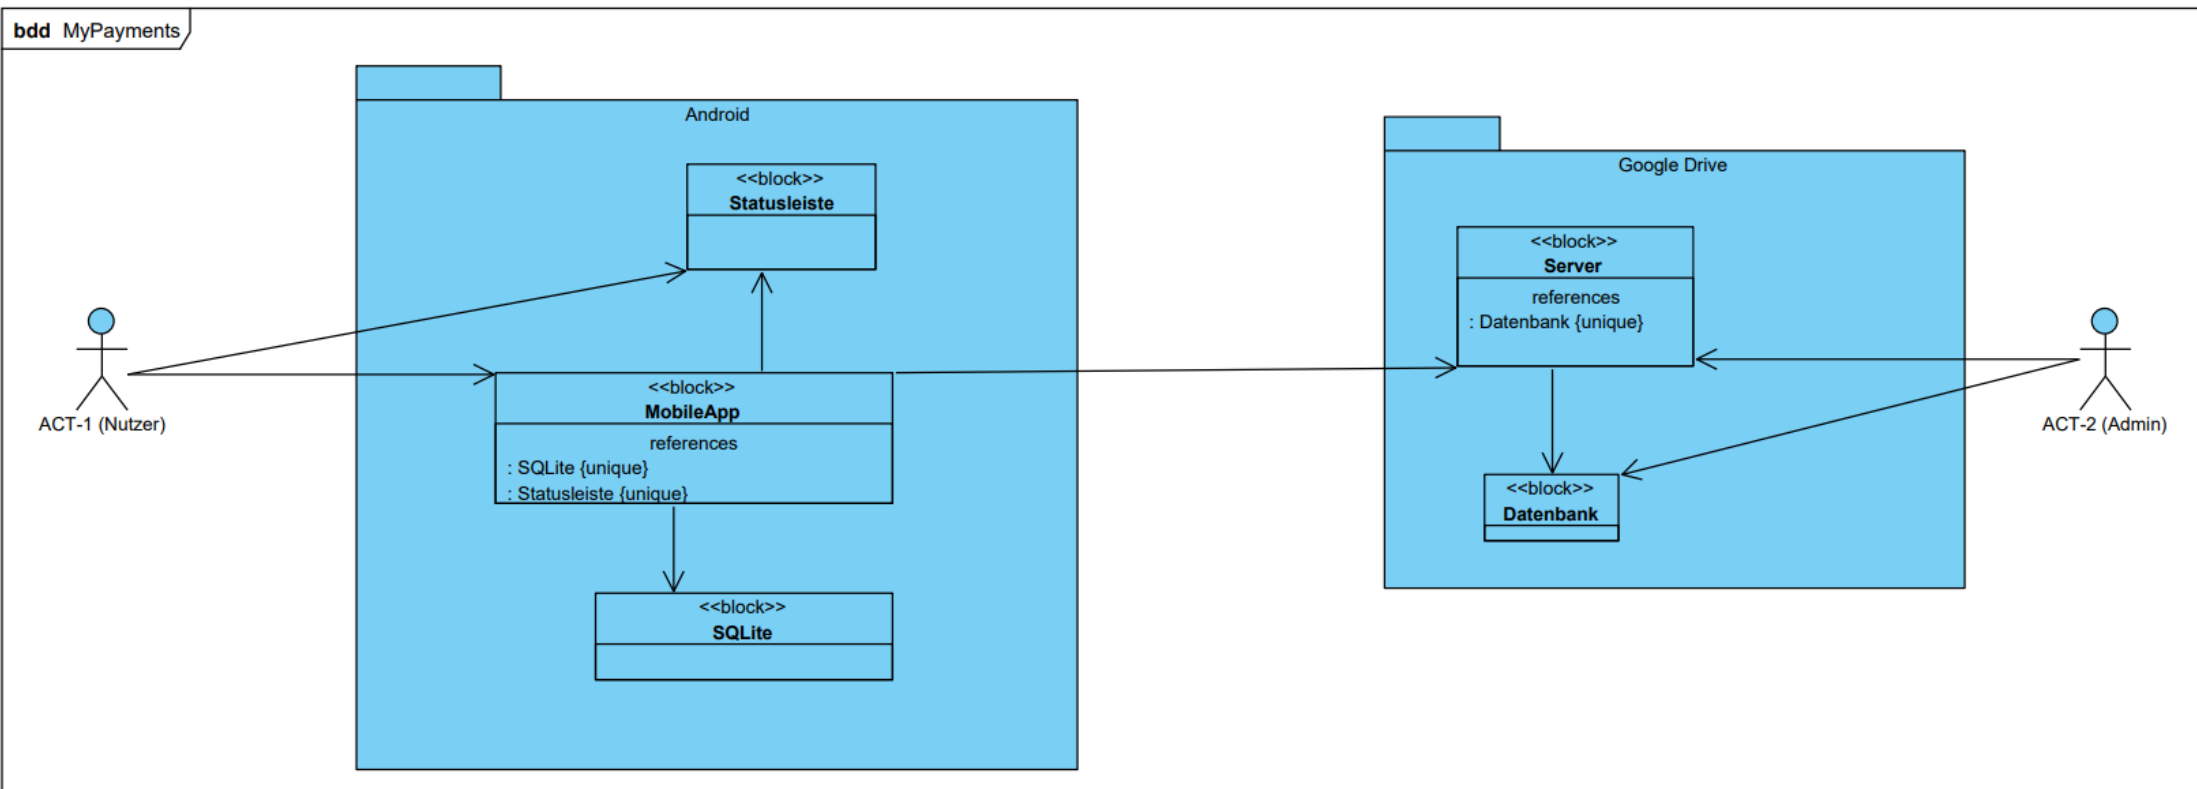 bdd MyPayments
Android
<<block>>
Statusleiste
ACT-1 (Nutzer)
<<block>>
MobileApp
references
: SQLite {unique}
: Statusleiste {unique}
<<block>>
SQLite
Google Drive
<<block>>
Server
references
: Datenbank {unique}
<<block>>
Datenbank
ACT-2 (Admin)